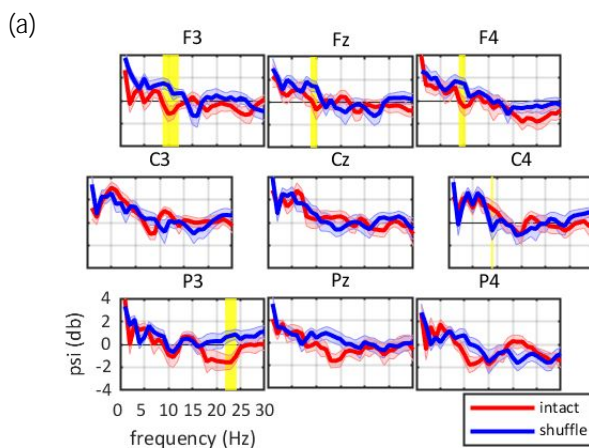 (a)
F3 Fz F4
C3 Cz C4
P3 Pz P4
4
2
0
-2
-4
psi (db)
0 5 10 15 20 25 30
frequency (Hz)
intact
shuffle